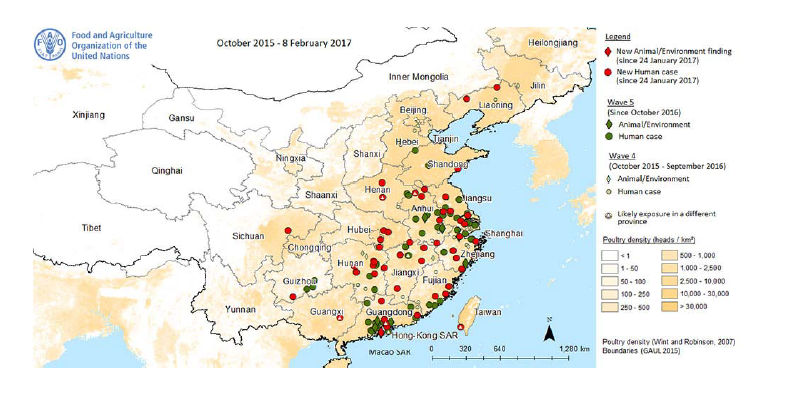 Food and Agriculture
Organization of the
United Nations
FAO
October 2015 - 8 February 2017
Heilongjiang
Inner Mongolia
Jilin
Liaoning
Xinjiang
Gansu
Beijing
Tianjin
Hebei
Ningxia
Shanxi
Shandong
Qinghai
Shaanxi
Henan
Jiangsu
Anhui
Tibet
Sichuan
Hubei
Shanghai
Chongqing
Zhejiang
Hunan
Jiangxi
Guizhou
Fujian
Yunnan
Guangxi
Guangdong
Taiwan
Hong-Kong SAR
Macao SAR
N
0 320 640 1,280 km
Legend
New Animal/Environment finding
(since 24 January 2017)
New Human case
(since 24 January 2017)
Wave 5
(Since October 2016)
Animal/Environment
Human case
Wave 4
(October 2015 - September 2016)
Animal/Environment
Human case
Likely exposure in a different
province
Poultry density (heads / km²)
< 1 500 - 1,000
1 - 50 1,000 - 2,500
50 - 100 2,500 - 10,000
100 - 250 10,000 - 30,000
250 - 500 > 30,000
Poultry density (Wint and Robinson, 2007)
Boundaries (GAUL 2015)